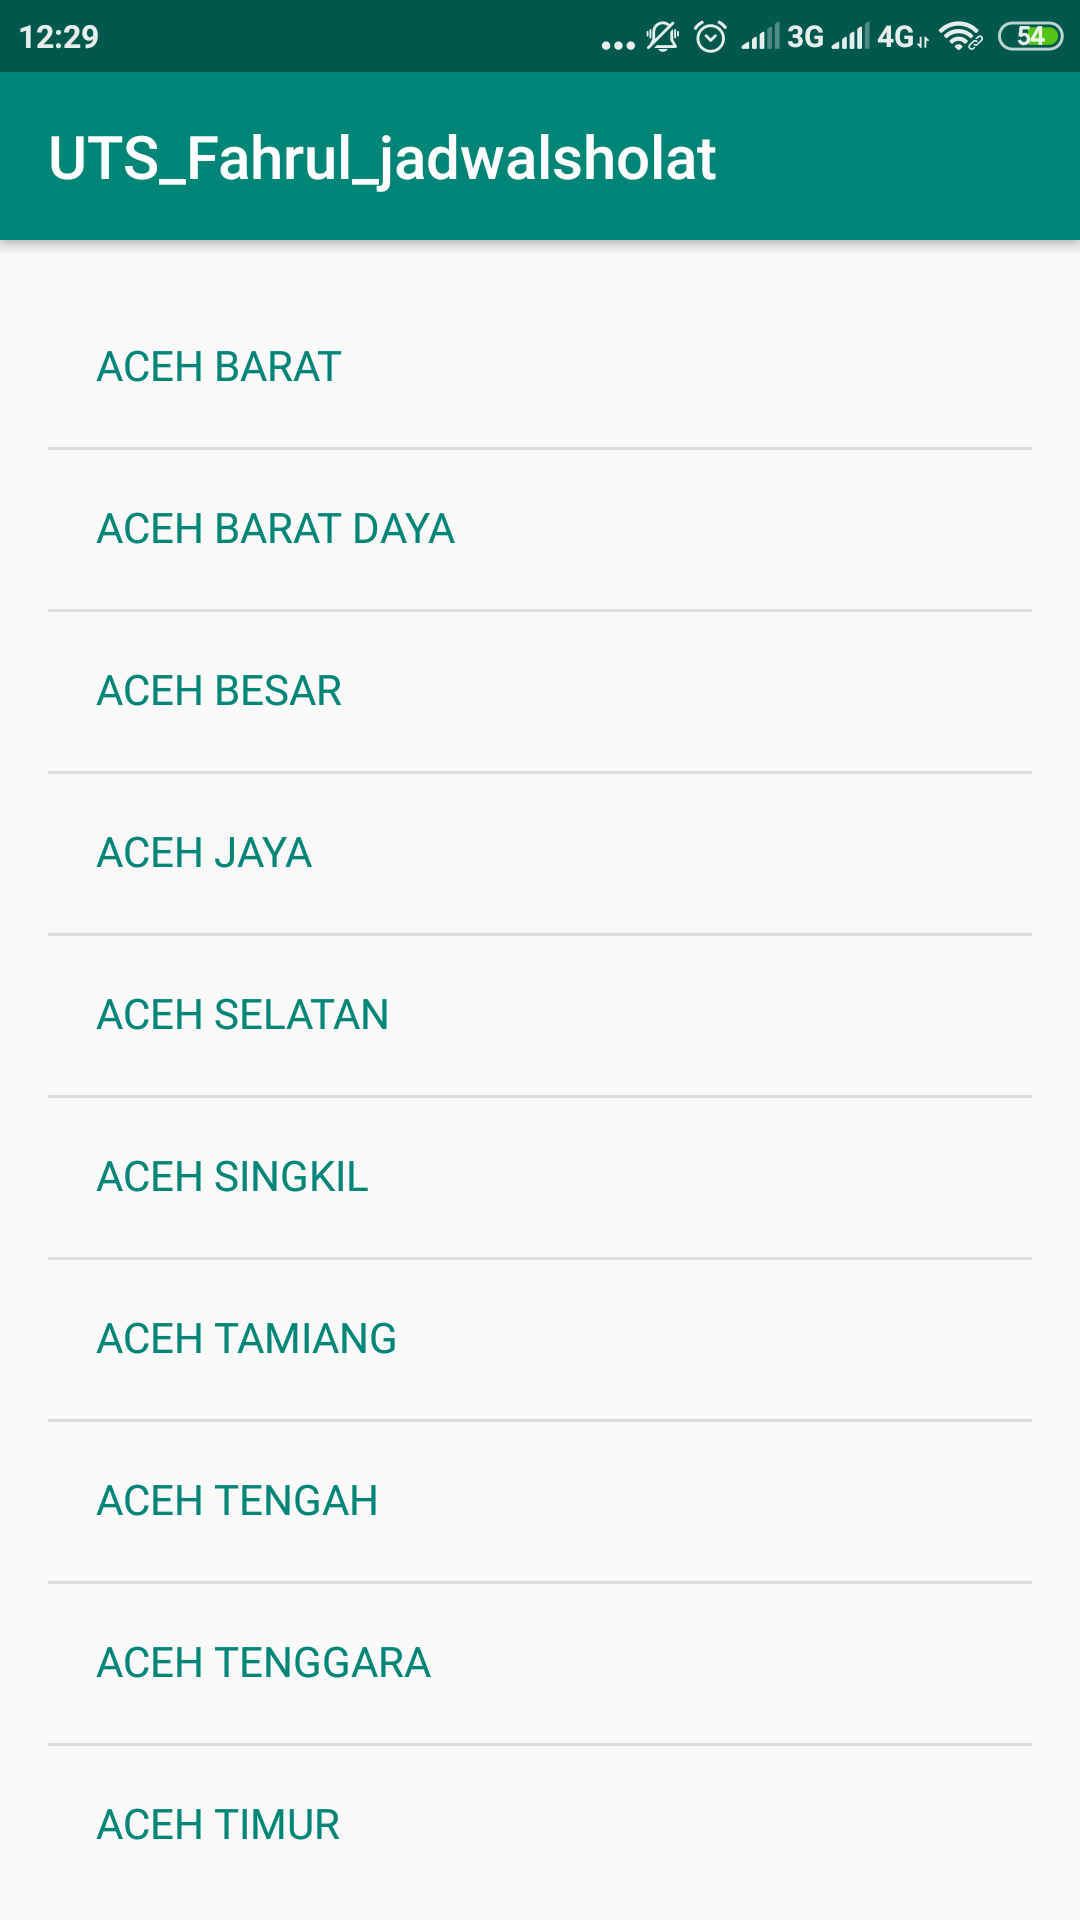 12:29
... 3G 4G 54
UTS_Fahrul_jadwalsholat
ACEH BARAT
ACEH BARAT DAYA
ACEH BESAR
ACEH JAYA
ACEH SELATAN
ACEH SINGKIL
ACEH TAMIANG
ACEH TENGAH
ACEH TENGGARA
ACEH TIMUR